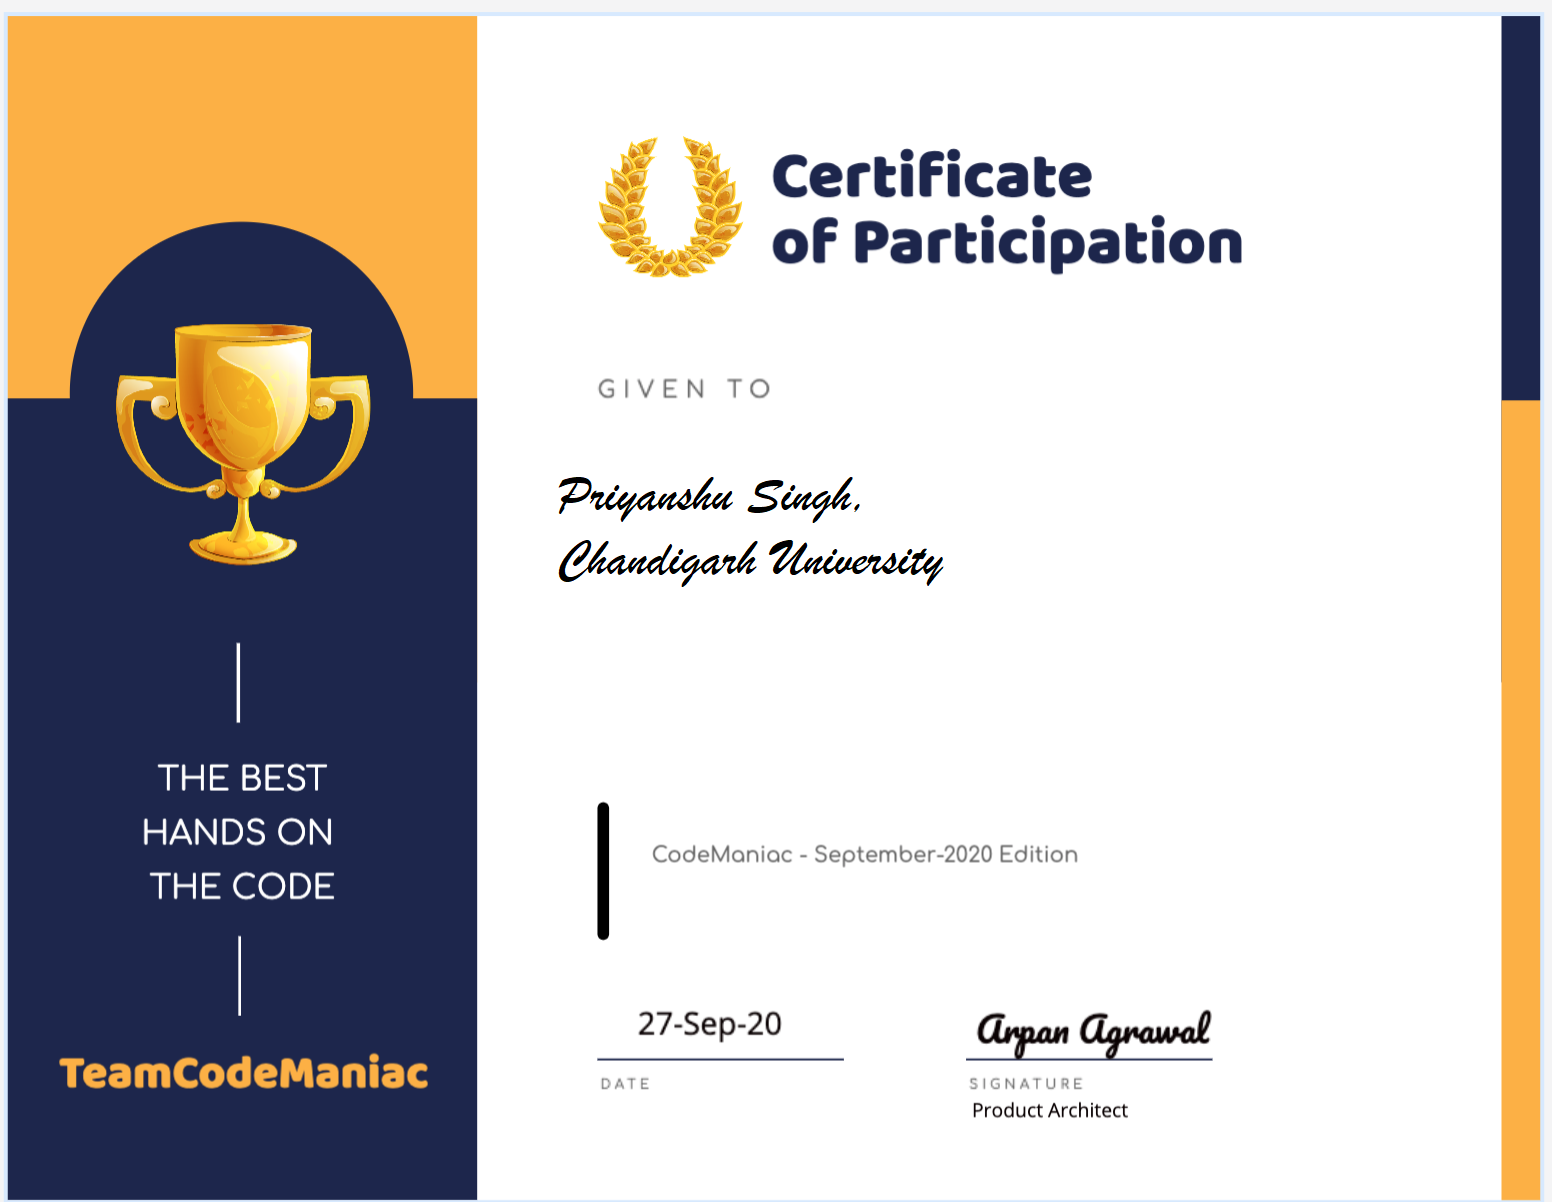 Certificate
of Participation
GIVEN TO
Priyanshu Singh,
Chandigarh University
THE BEST
HANDS ON
THE CODE
TeamCodeManiac
CodeManiac - September-2020 Edition
27-Sep-20
DATE
Arpan Agrawal
SIGNATURE
Product Architect